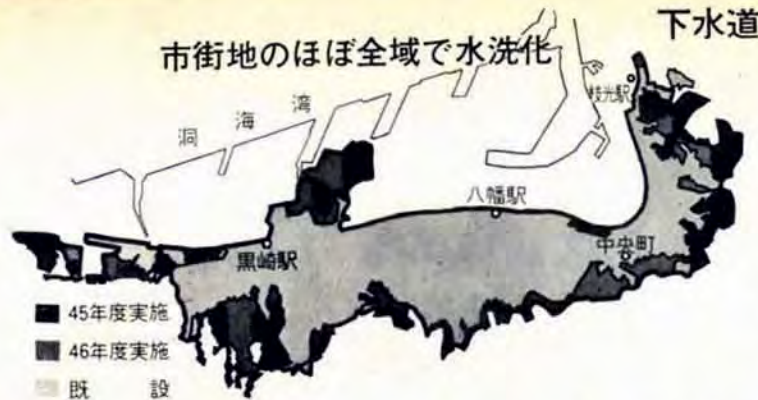 下水道
市街地のほぼ全域で水洗化
枝光駅
洞海湾
八幡駅
中央町
黒崎駅
45年度実施
46年度実施
既設